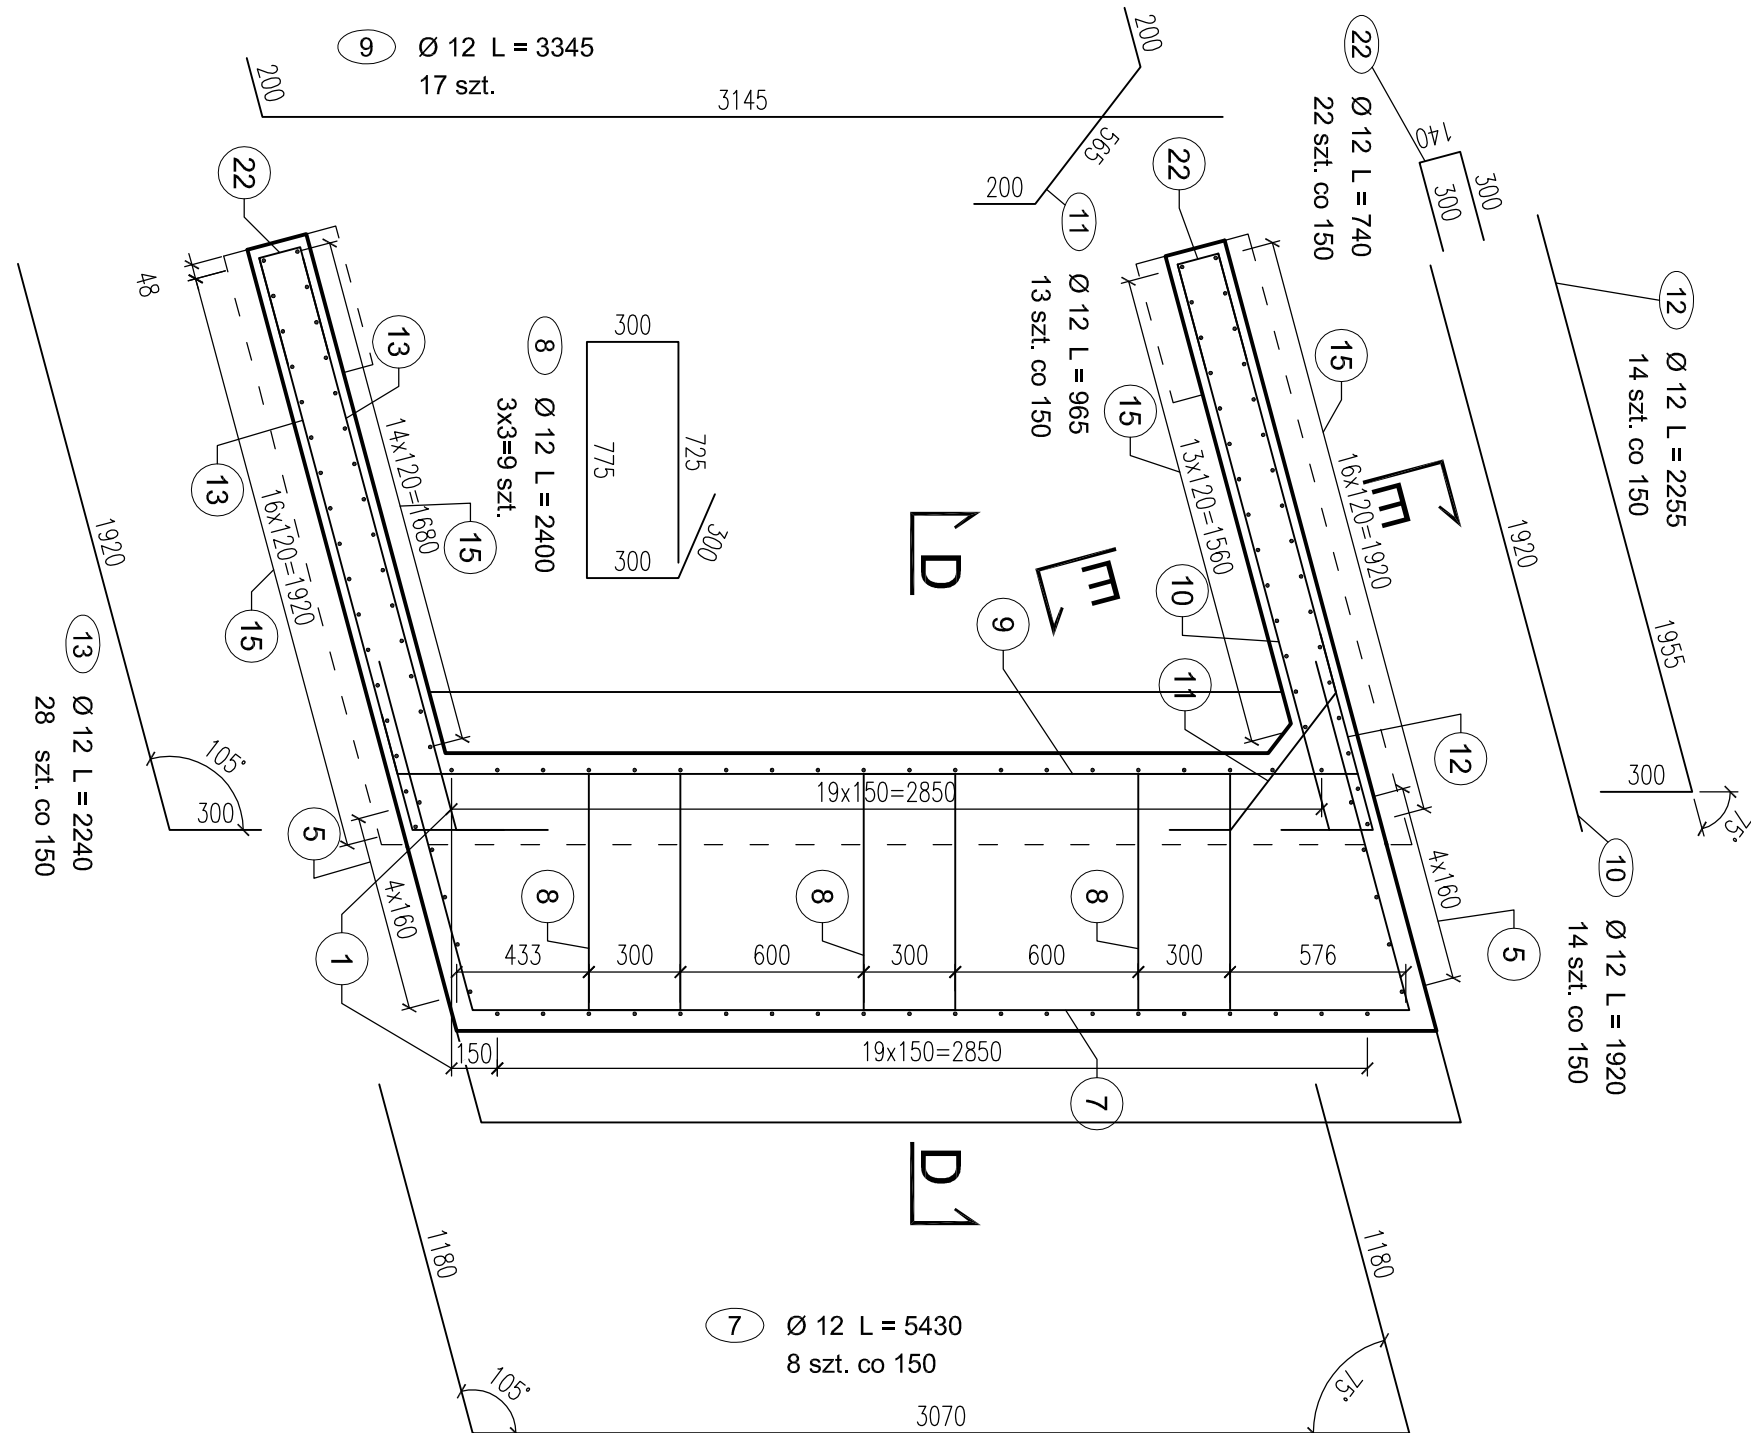 9 Ø 12 L = 3345
17 szt.
200
3145
200
565
200
11 Ø 12 L = 965
13 szt. co 150
22 Ø 12 L = 740
22 szt. co 150
140
300
300
12 Ø 12 L = 2255
14 szt. co 150
1955
300
75°
10 Ø 12 L = 1920
14 szt. co 150
1920
22
22
48
13
13
14x120=1680
15
16x120=1920
15
8 Ø 12 L = 2400
3x3=9 szt.
300
725
775
300
300
15
13x120=1560
15
16x120=1920
E
E
D
10
9
11
12
1920
13 Ø 12 L = 2240
28 szt. co 150
105°
300
19x150=2850
5
4x160
4x160
5
8
8
8
1
433
300
600
300
600
300
576
150
19x150=2850
7
D
1180
1180
7 Ø 12 L = 5430
8 szt. co 150
105°
75°
3070